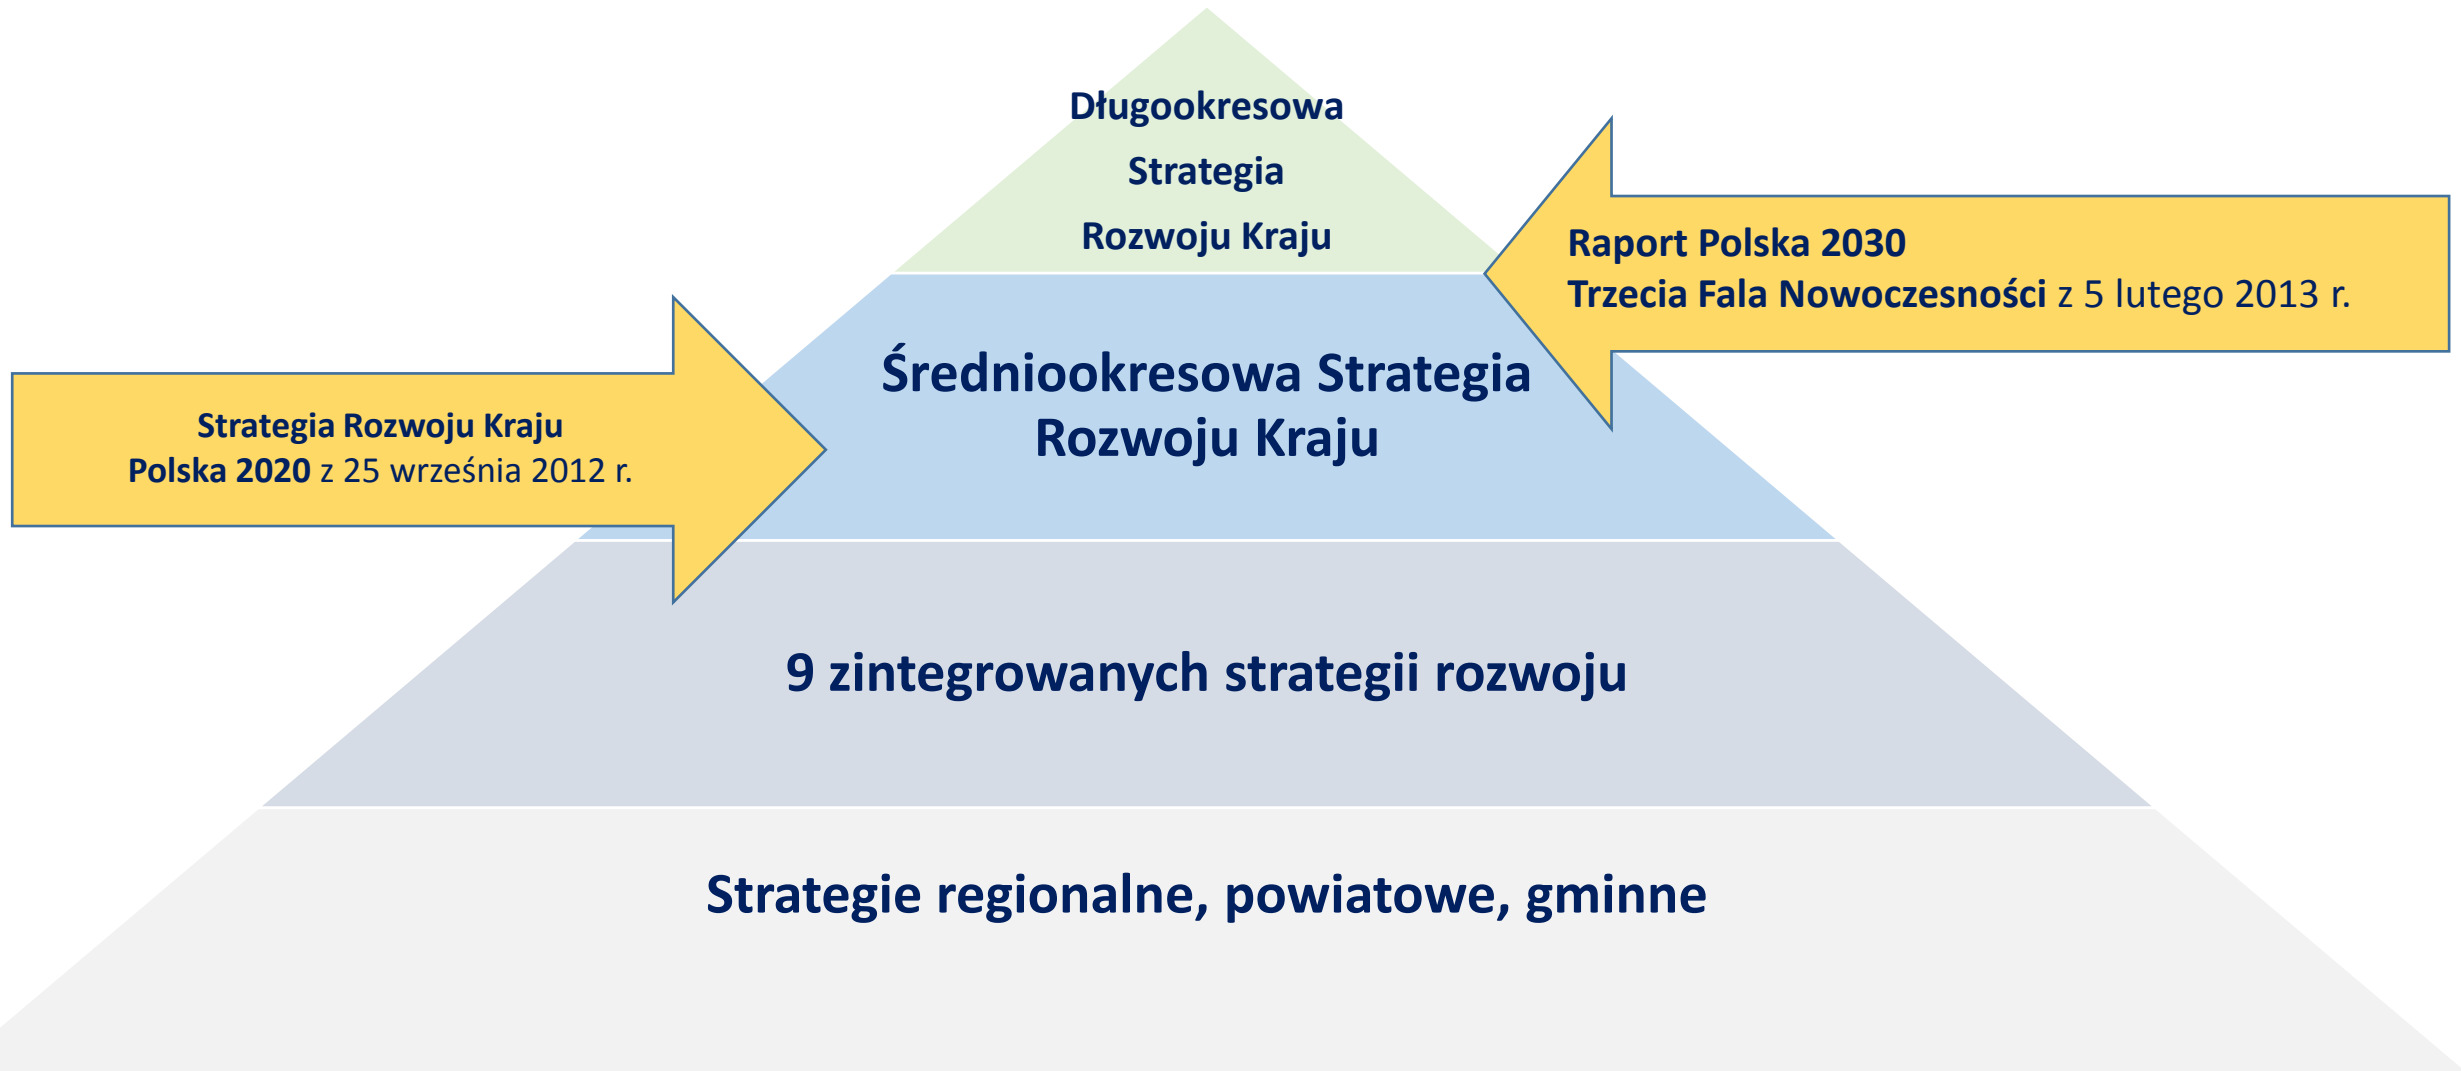 Długookresowa
Strategia
Rozwoju Kraju
Raport Polska 2030
Trzecia Fala Nowoczesności z 5 lutego 2013 r.
Średniookresowa Strategia
Rozwoju Kraju
Strategia Rozwoju Kraju
Polska 2020 z 25 września 2012 r.
9 zintegrowanych strategii rozwoju
Strategie regionalne, powiatowe, gminne